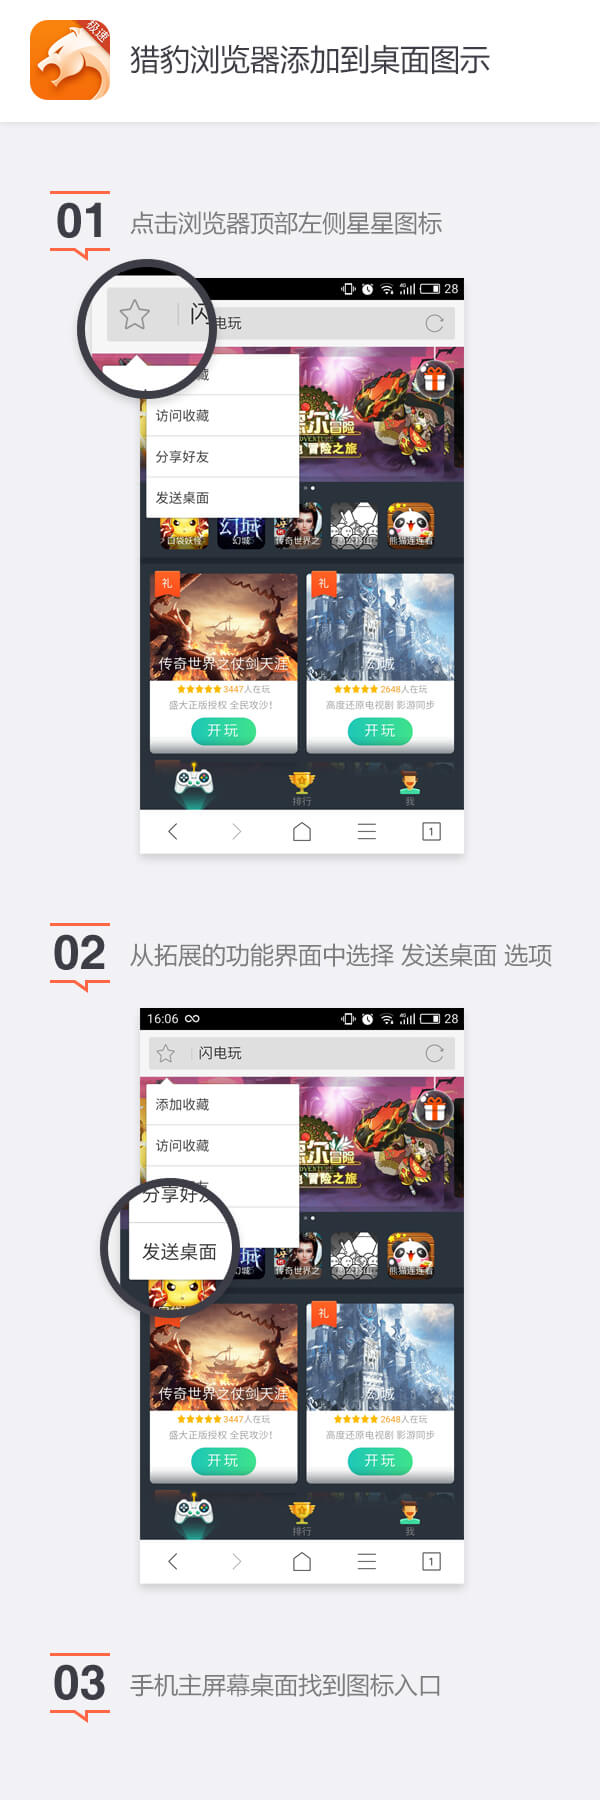 极速
猎豹浏览器添加到桌面图示
01
点击浏览器顶部左侧星星图标
28
闪
电玩
藏
访问收藏
分享好友
发送桌面
冒险
冒险之旅
口袋妖怪
幻城
传奇世界之
愚公移山
熊猫连连看
礼
礼
传奇世界之仗剑天涯
幻城
3447人在玩
2648人在玩
盛大正版授权 全民攻沙!
高度还原电视剧 影游同步
开玩
开玩
排行
我
1
02
从拓展的功能界面中选择 发送桌面 选项
16:06
28
闪电玩
添加收藏
访问收藏
分享好友
发送桌面
尔冒险
冒险之旅
幻城
传奇世界之
愚公移山
熊猫连连看
礼
传奇世界之仗剑天涯
幻城
3447人在玩
2648人在玩
盛大正版授权 全民攻沙!
高度还原电视剧 影游同步
开玩
开玩
排行
我
1
03
手机主屏幕桌面找到图标入口